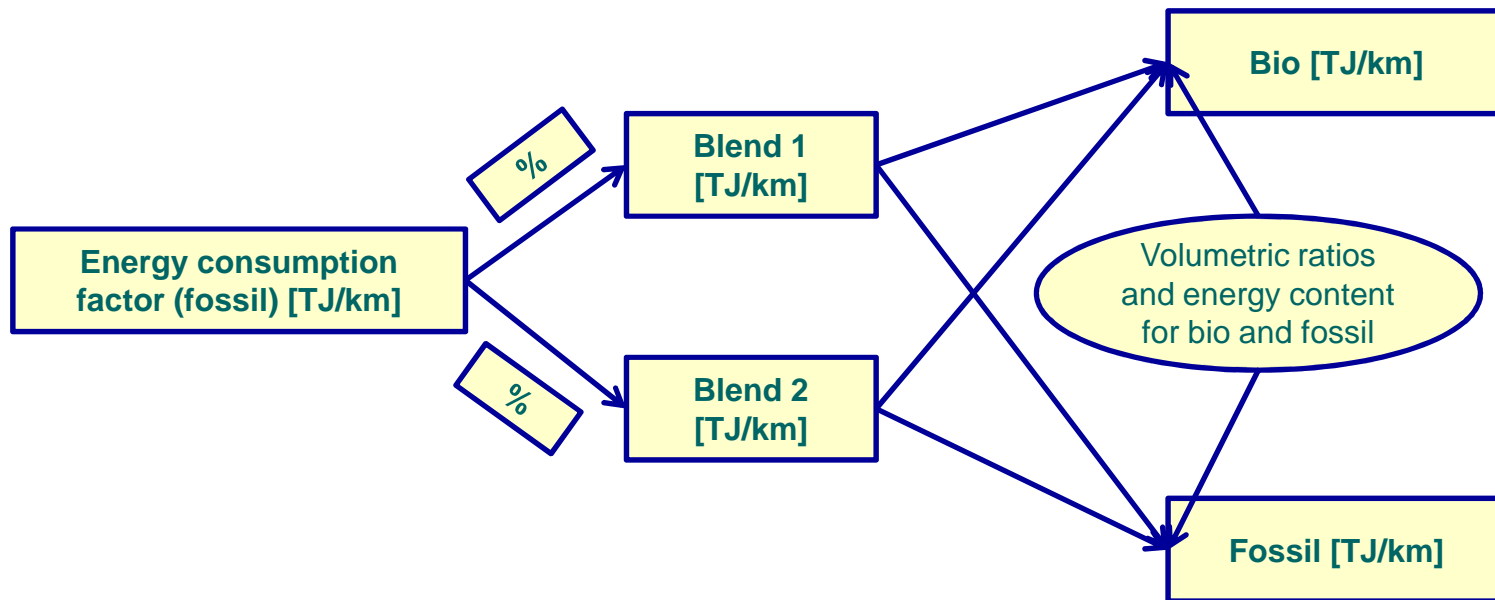 Bio [TJ/km]
%
Blend 1
[TJ/km]
Energy consumption
factor (fossil) [TJ/km]
Volumetric ratios
and energy content
for bio and fossil
%
Blend 2
[TJ/km]
Fossil [TJ/km]